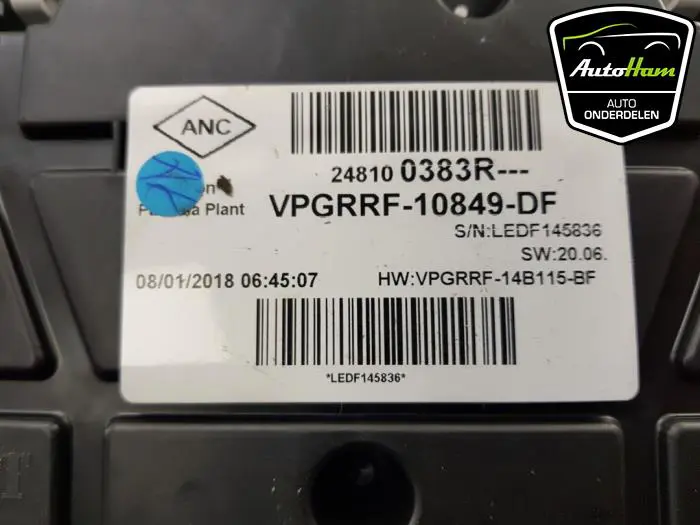 AutoHam
AUTO
ONDERDELEN
ANC
24810 0383R---
Plant VPGRRF-10849-DF
S/N:LEDF145836
SW:20.06.
08/01/2018 06:45:07 HW:VPGRRF-14B115-BF
*LEDF145836*